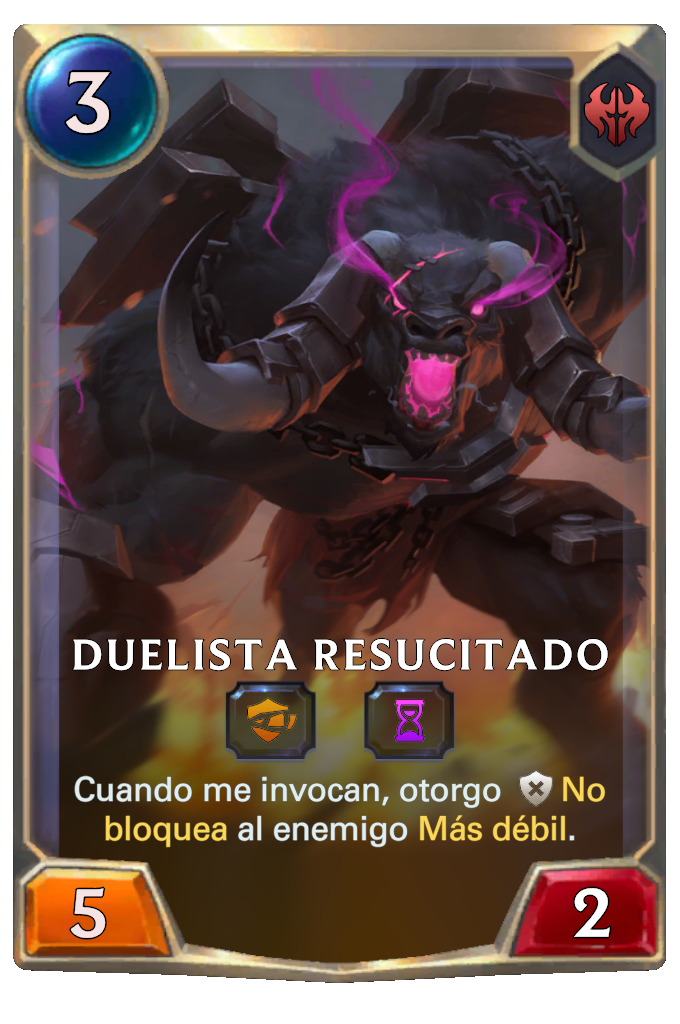 3
DUELISTA RESUCITADO
Cuando me invocan, otorgo No
bloquea al enemigo Más débil.
5
2